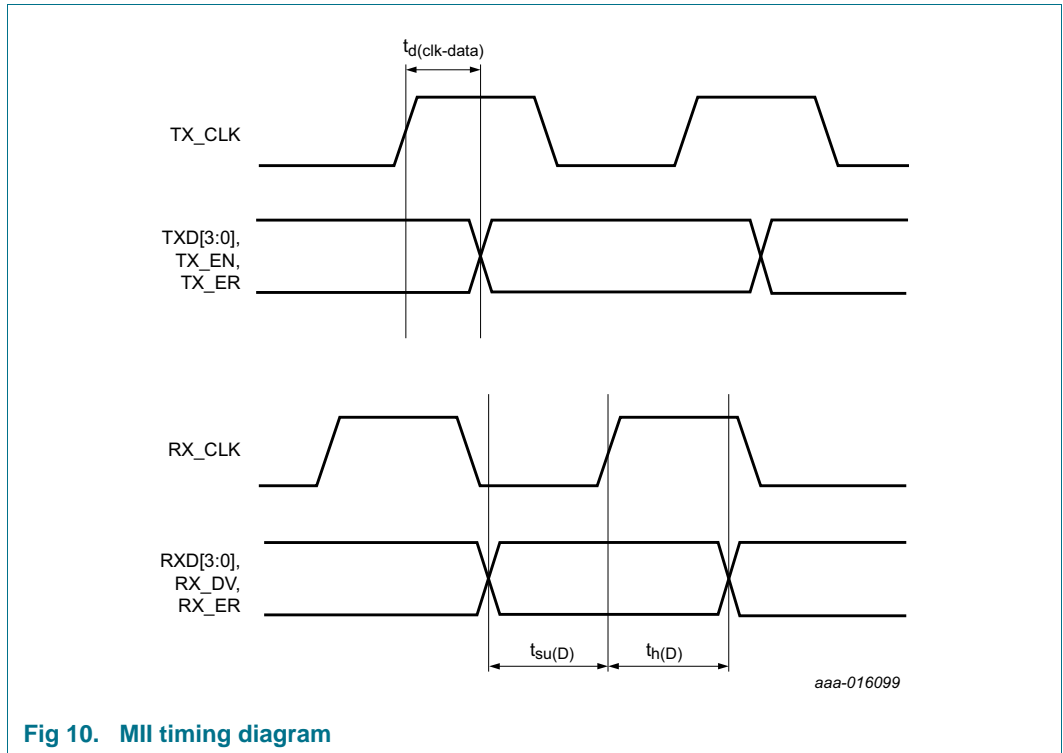 td(clk-data)
TX_CLK
TXD[3:0],
TX_EN,
TX_ER
RX_CLK
RXD[3:0],
RX_DV,
RX_ER
tsu(D)
th(D)
aaa-016099
Fig 10. MII timing diagram